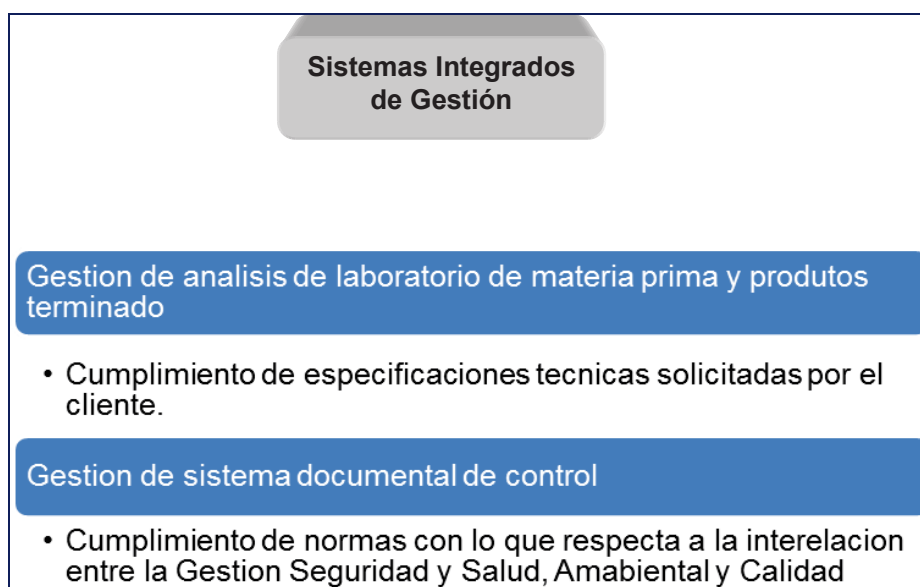 Sistemas Integrados
de Gestión
Gestion de analisis de laboratorio de materia prima y produtos
terminado
• Cumplimiento de especificaciones tecnicas solicitadas por el
cliente.
Gestion de sistema documental de control
• Cumplimiento de normas con lo que respecta a la interelacion
entre la Gestion Seguridad y Salud, Amabiental y Calidad